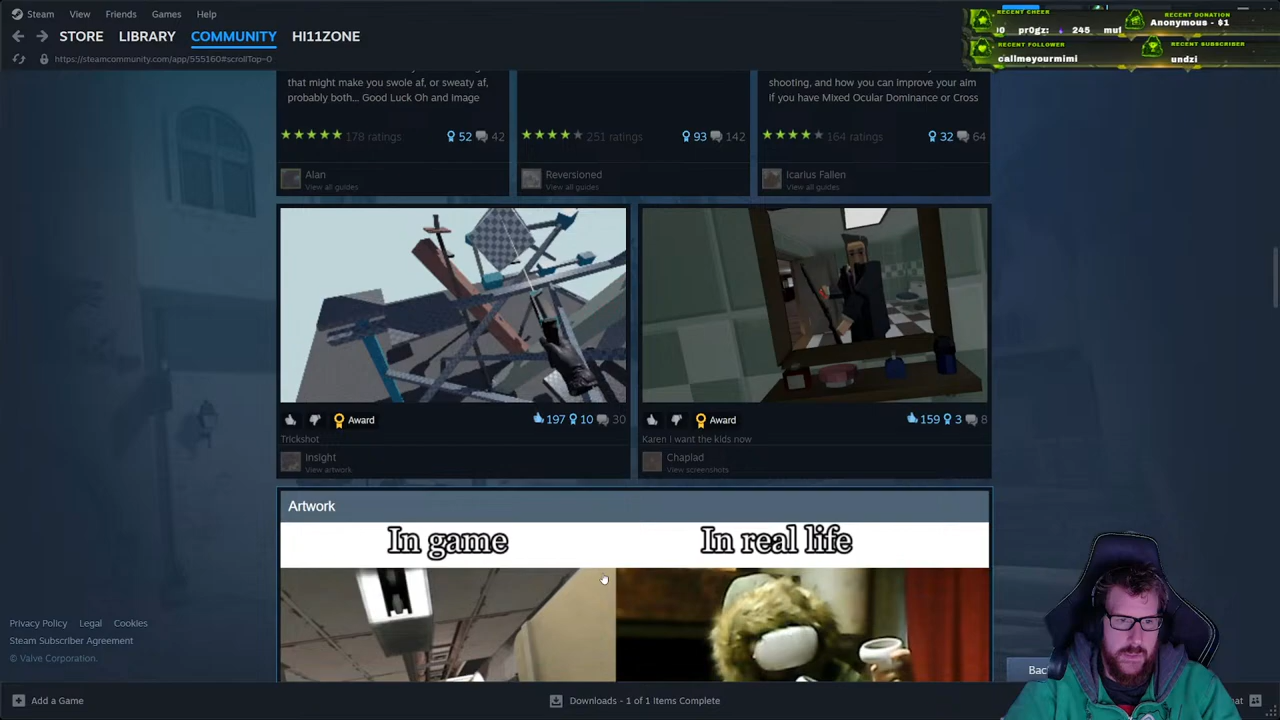 Steam View Friends Games Help
STORE LIBRARY COMMUNITY HI11ZONE
https://steamcommunity.com/app/555160#scrollTop=0
RECENT CHEER
pr0gz: 245
RECENT DONATION
Anonymous - $1
RECENT FOLLOWER
callmeyourmimi
RECENT SUBSCRIBER
undzi
that might make you swole af, or sweaty af,
probably both... Good Luck Oh and Image
178 ratings 52 42
Alan
View all guides
251 ratings 93 142
Reversioned
View all guides
shooting, and how you can improve your aim
If you have Mixed Ocular Dominance or Cross
164 ratings 32 64
Icarius Fallen
View all guides
Award 197 10 30
Trickshot
Insight
View artwork
Award 159 3 8
Karen I want the kids now
Chaplad
View screenshots
Artwork
In game In real life
Privacy Policy Legal Cookies
Steam Subscriber Agreement
© Valve Corporation.
Add a Game
Downloads - 1 of 1 Items Complete